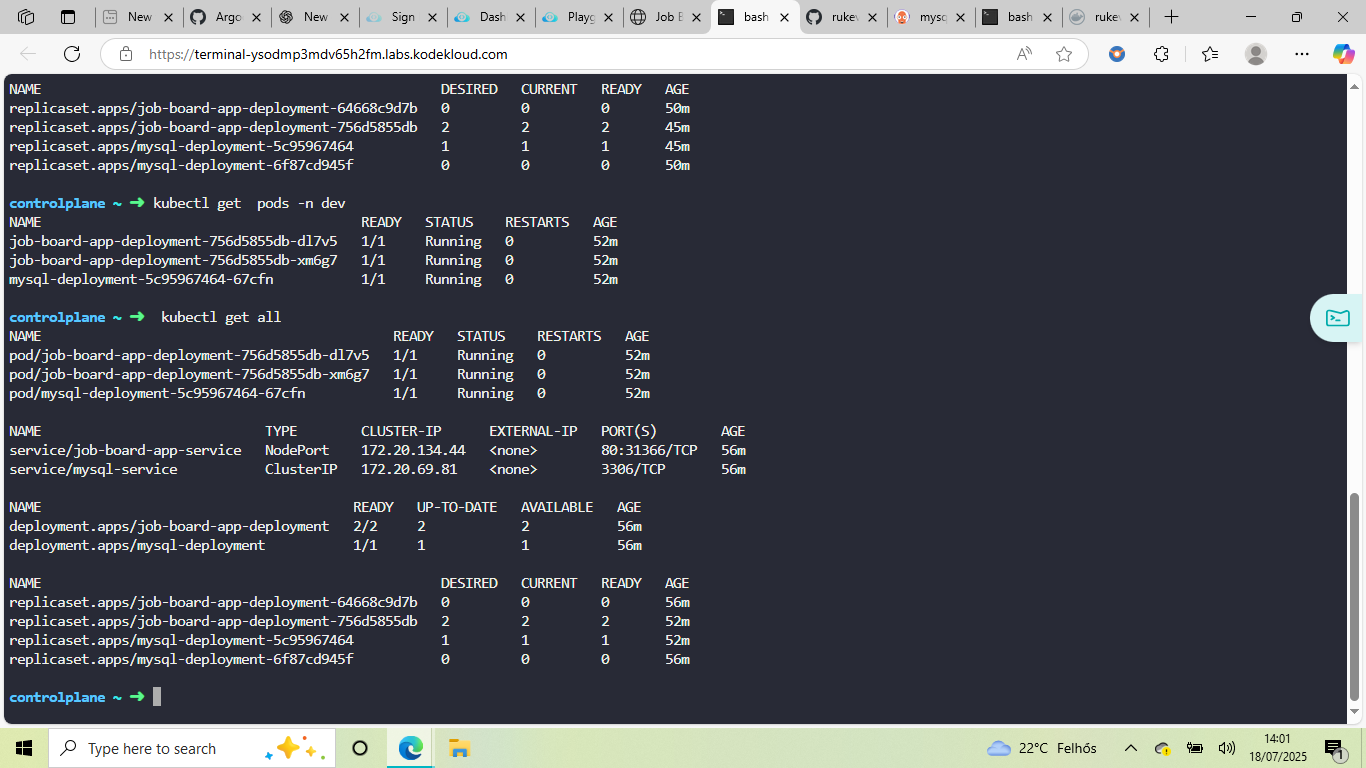 New
Argo
New
Sign
Dash
Playg
Job E
bash
rukev
mysq
bash
rukev
https://terminal-ysodmp3mdv65h2fm.labs.kodekloud.com
NAME DESIRED CURRENT READY AGE
replicaset.apps/job-board-app-deployment-64668c9d7b 0 0 0 50m
replicaset.apps/job-board-app-deployment-756d5855db 2 2 2 45m
replicaset.apps/mysql-deployment-5c95967464 1 1 1 45m
replicaset.apps/mysql-deployment-6f87cd945f 0 0 0 50m
controlplane ~ ➜ kubectl get  pods -n dev
NAME READY STATUS RESTARTS AGE
job-board-app-deployment-756d5855db-dl7v5 1/1 Running 0 52m
job-board-app-deployment-756d5855db-xm6g7 1/1 Running 0 52m
mysql-deployment-5c95967464-67cfn 1/1 Running 0 52m
controlplane ~ ➜  kubectl get all
NAME READY STATUS RESTARTS AGE
pod/job-board-app-deployment-756d5855db-dl7v5 1/1 Running 0 52m
pod/job-board-app-deployment-756d5855db-xm6g7 1/1 Running 0 52m
pod/mysql-deployment-5c95967464-67cfn 1/1 Running 0 52m
NAME TYPE CLUSTER-IP EXTERNAL-IP PORT(S) AGE
service/job-board-app-service NodePort 172.20.134.44 <none> 80:31366/TCP 56m
service/mysql-service ClusterIP 172.20.69.81 <none> 3306/TCP 56m
NAME READY UP-TO-DATE AVAILABLE AGE
deployment.apps/job-board-app-deployment 2/2 2 2 56m
deployment.apps/mysql-deployment 1/1 1 1 56m
NAME DESIRED CURRENT READY AGE
replicaset.apps/job-board-app-deployment-64668c9d7b 0 0 0 56m
replicaset.apps/job-board-app-deployment-756d5855db 2 2 2 52m
replicaset.apps/mysql-deployment-5c95967464 1 1 1 52m
replicaset.apps/mysql-deployment-6f87cd945f 0 0 0 56m
controlplane ~ ➜
Type here to search
22°C Felhős
14:01
18/07/2025
1